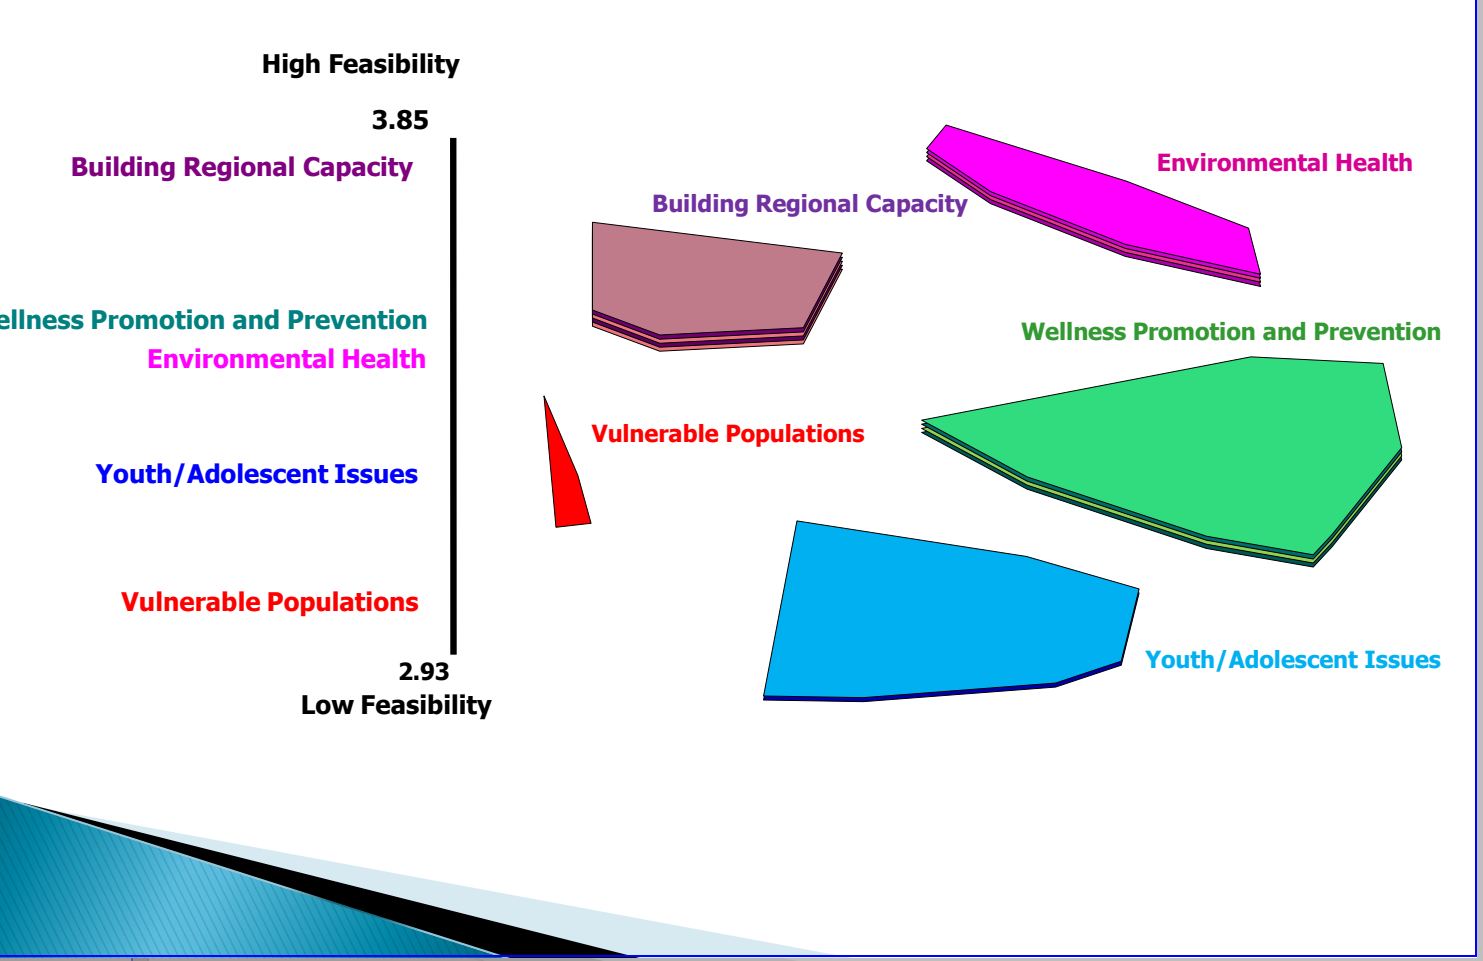 High Feasibility
3.85
Building Regional Capacity
ellness Promotion and Prevention
Environmental Health
Youth/Adolescent Issues
Vulnerable Populations
2.93
Low Feasibility
Environmental Health
Building Regional Capacity
Wellness Promotion and Prevention
Vulnerable Populations
Youth/Adolescent Issues